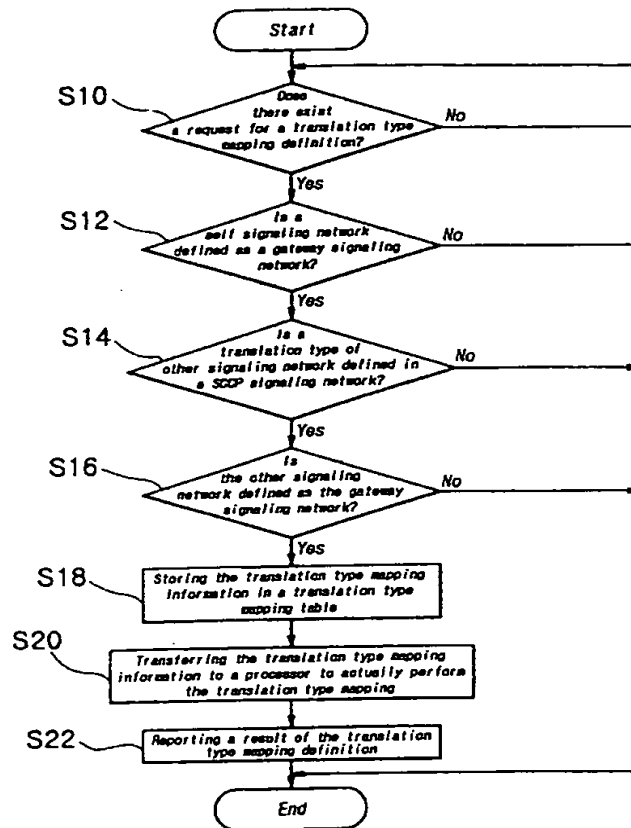 Start
S10
Dose
there exist
a request for a translation type
mapping definition?
No
Yes
S12
Is a
self signaling network
defined as a gateway signaling
network?
No
Yes
S14
Is a
translation type of
other signaling network defined in
a SCCP signaling network?
No
Yes
S16
Is
the other signaling
network defined as the gateway
signaling network?
No
Yes
S18
Storing the translation type mapping
information in a translation type
mapping table
S20
Transferring the translation type mapping
information to a processor to actually perform
the translation type mapping
S22
Reporting a result of the translation
type mapping definition
End